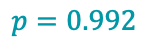 p = 0.992